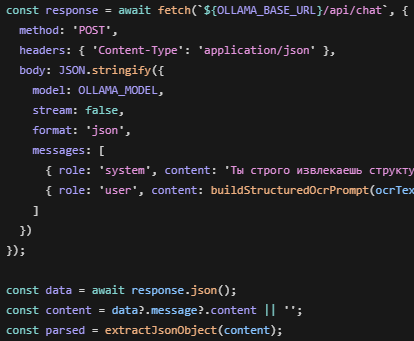 const response = await fetch(`${OLLAMA_BASE_URL}/api/chat`, {
  method: 'POST',
  headers: { 'Content-Type': 'application/json' },
  body: JSON.stringify({
    model: OLLAMA_MODEL,
    stream: false,
    format: 'json',
    messages: [
      { role: 'system', content: 'Ты строго извлекаешь структу
      { role: 'user', content: buildStructuredOcrPrompt(ocrTex
    ]
  })
});

const data = await response.json();
const content = data?.message?.content || '';
const parsed = extractJsonObject(content);